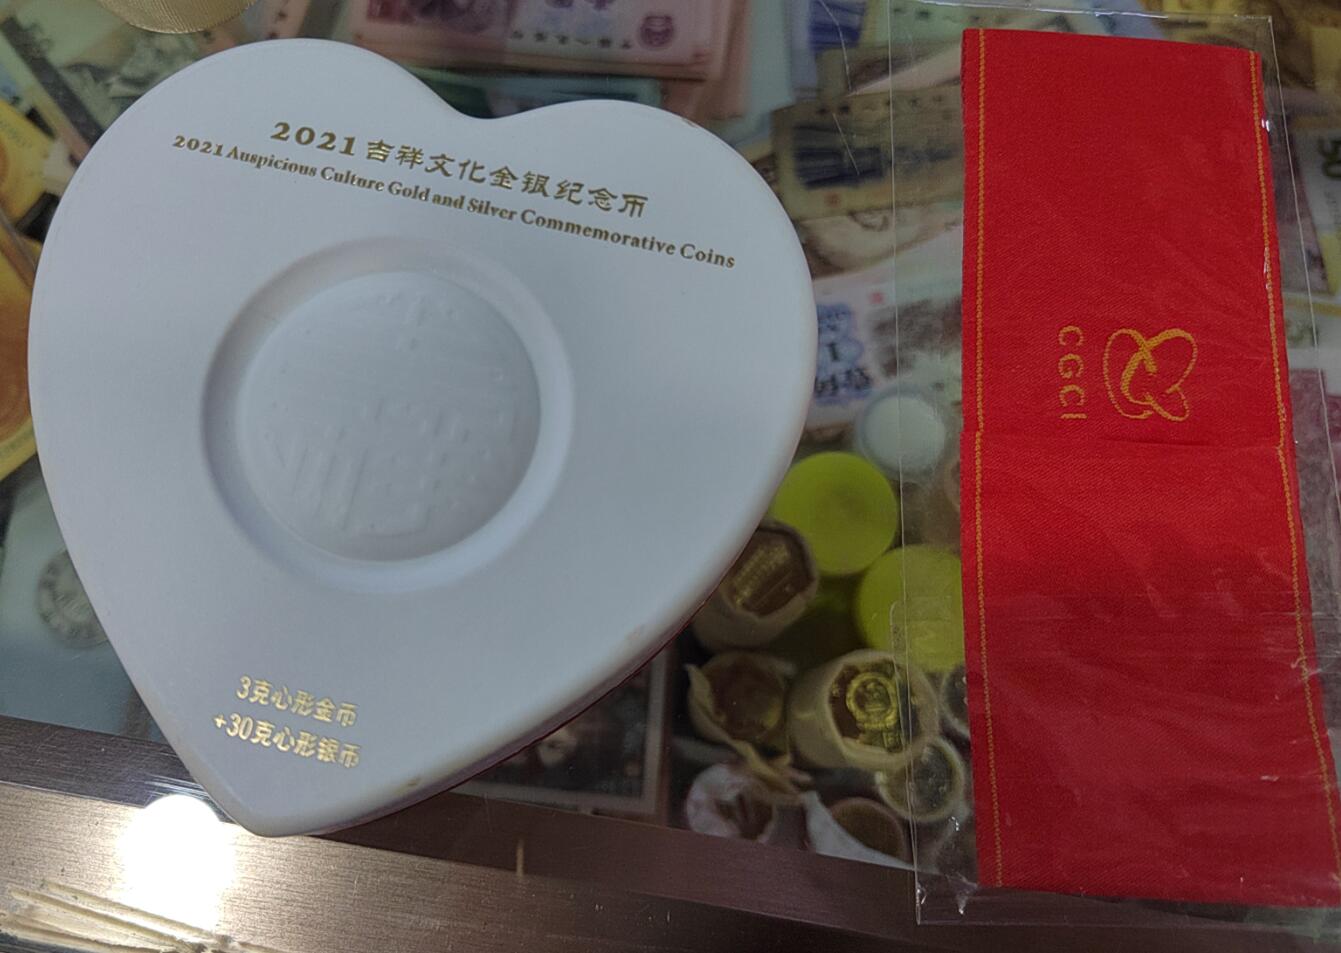 2021吉祥文化金银纪念币
2021 Auspicious Culture Gold and Silver Commemorative Coins
3克心形金币
+30克心形银币
CGCI